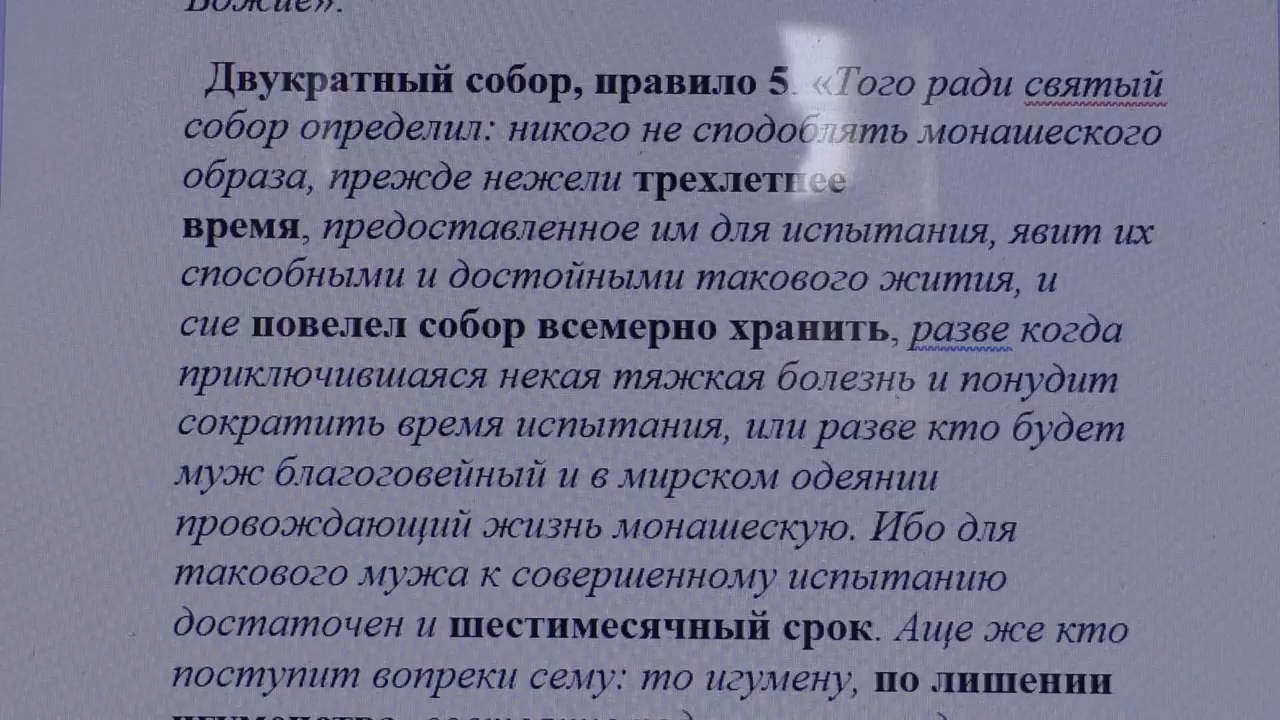 Божие».
Двукратный собор, правило 5. «Того ради святый
собор определил: никого не сподоблять монашеского
образа, прежде нежели трехлетнее
время, предоставленное им для испытания, явит их
способными и достойными такового жития, и
сие повелел собор всемерно хранить, разве когда
приключившаяся некая тяжкая болезнь и понудит
сократить время испытания, или разве кто будет
муж благоговейный и в мирском одеянии
провождающий жизнь монашескую. Ибо для
такового мужа к совершенному испытанию
достаточен и шестимесячный срок. Аще же кто
поступит вопреки сему: то игумену, по лишении